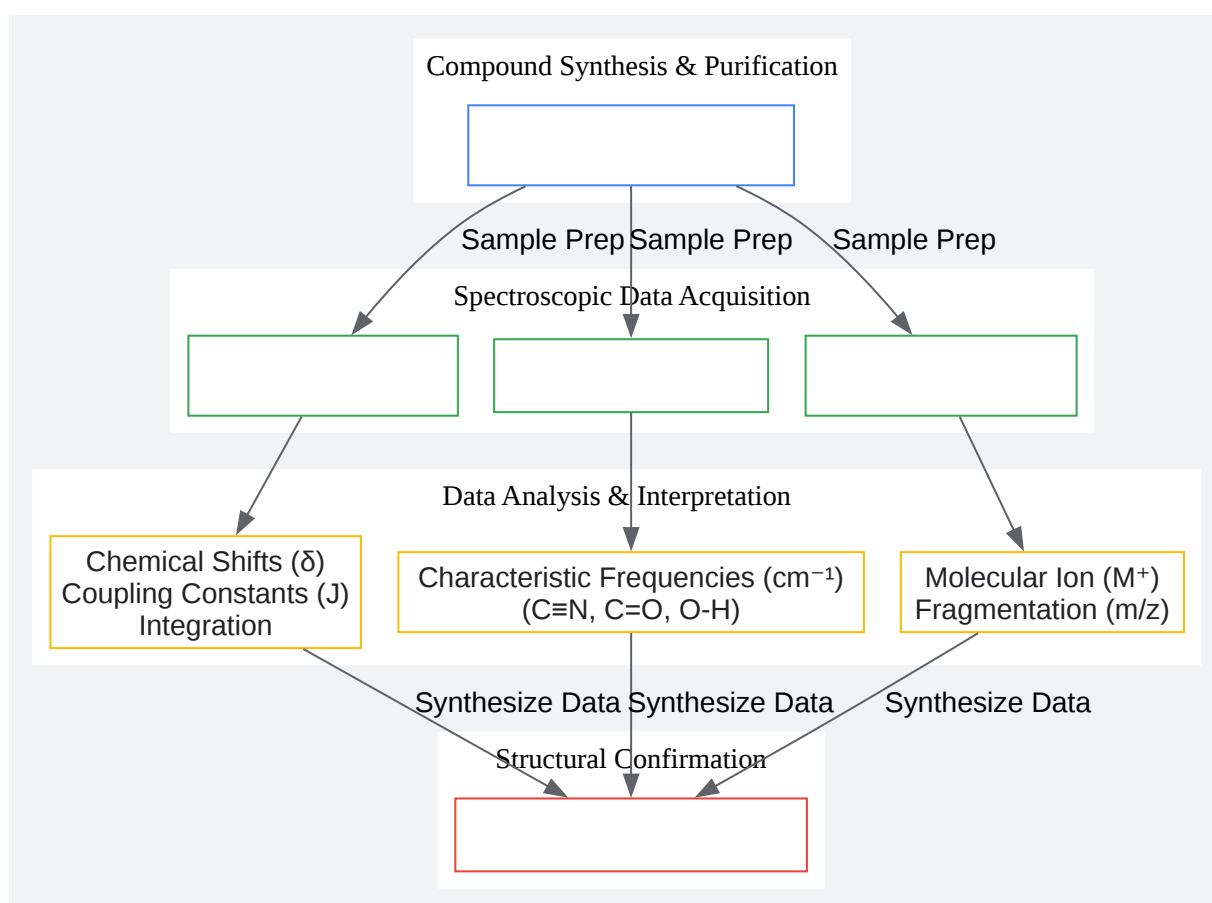 Compound Synthesis & Purification
Sample Prep
Sample Prep
Sample Prep
Spectroscopic Data Acquisition
Data Analysis & Interpretation
Chemical Shifts (δ)
Coupling Constants (J)
Integration
Characteristic Frequencies (cm⁻¹)
(C≡N, C=O, O-H)
Molecular Ion (M⁺)
Fragmentation (m/z)
Synthesize Data
Synthesize Data
Synthesize Data
Structural Confirmation